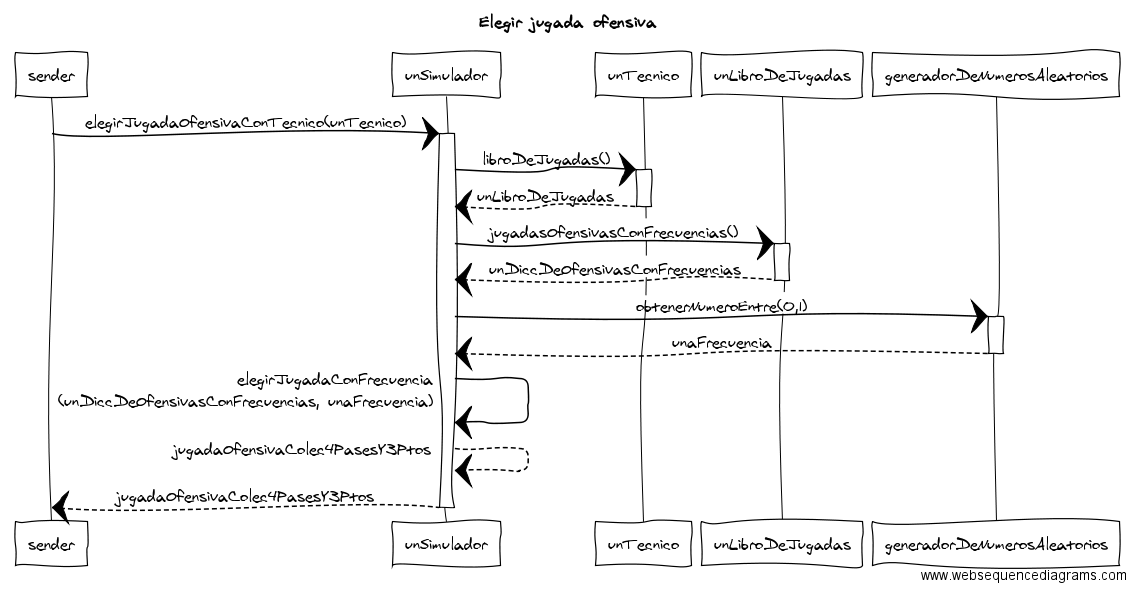 Elegir jugada ofensiva
sender
unSimulador
unTecnico
unLibroDeJugadas
generadorDeNumerosAleatorios
elegirJugadaOfensivaConTecnico(unTecnico)
libroDeJugadas()
unLibroDeJugadas
jugadasOfensivasConFrecuencias()
unDiccDeOfensivasConFrecuencias
obtenerNumeroEntre(0,1)
unaFrecuencia
elegirJugadaConFrecuencia
(unDiccDeOfensivasConFrecuencias, unaFrecuencia)
jugadaOfensivaColec4PasesY3Ptos
jugadaOfensivaColec4PasesY3Ptos
sender
unSimulador
unTecnico
unLibroDeJugadas
generadorDeNumerosAleatorios
www.websequencediagrams.com